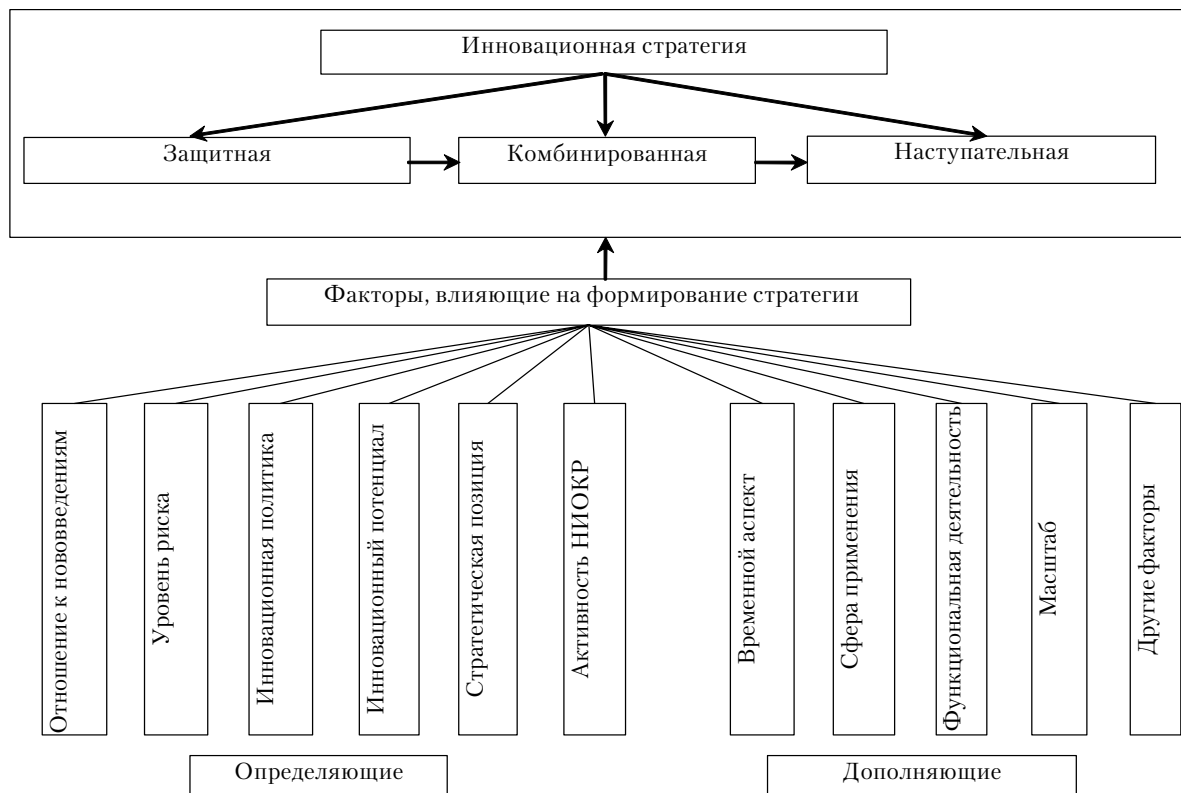 Инновационная стратегия
Защитная
Комбинированная
Наступательная
Факторы, влияющие на формирование стратегии
Отношение к нововведениям
Уровень риска
Инновационная политика
Инновационный потенциал
Стратегическая позиция
Активность НИОКР
Временной аспект
Сфера применения
Функциональная деятельность
Масштаб
Другие факторы
Определяющие
Дополняющие